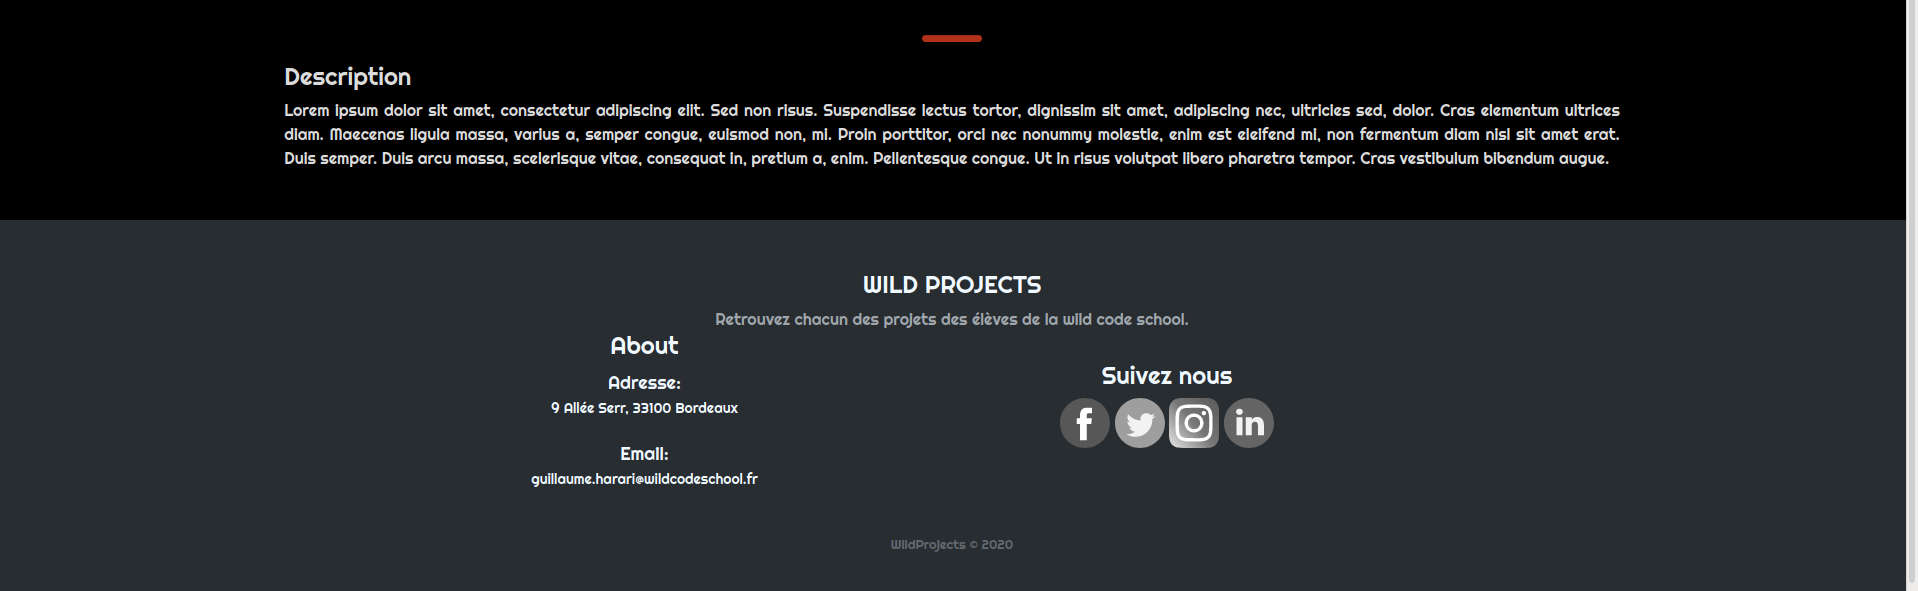 Description
Lorem ipsum dolor sit amet, consectetur adipiscing elit. Sed non risus. Suspendisse lectus tortor, dignissim sit amet, adipiscing nec, ultricies sed, dolor. Cras elementum ultrices
diam. Maecenas ligula massa, varius a, semper congue, euismod non, mi. Proin porttitor, orci nec nonummy molestie, enim est eleifend mi, non fermentum diam nisl sit amet erat.
Duis semper. Duis arcu massa, scelerisque vitae, consequat in, pretium a, enim. Pellentesque congue. Ut in risus volutpat libero pharetra tempor. Cras vestibulum bibendum augue.
WILD PROJECTS
Retrouvez chacun des projets des élèves de la wild code school.
About
Adresse:
9 Allée Serr, 33100 Bordeaux
Email:
guillaume.harari@wildcodeschool.fr
Suivez nous
WildProjects © 2020